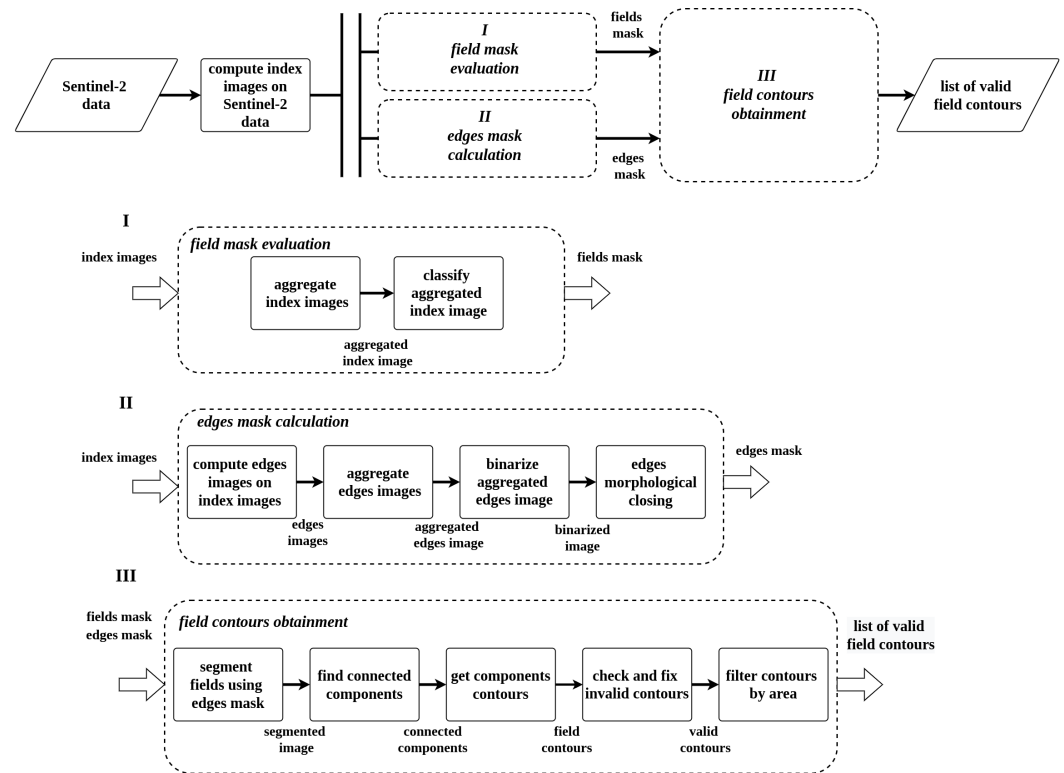 Sentinel-2
data
compute index
images on
Sentinel-2
data
I
field mask
evaluation
II
edges mask
calculation
fields
mask
edges
mask
III
field contours
obtainment
list of valid
field contours
I
index images
field mask evaluation
aggregate
index images
classify
aggregated
index image
aggregated
index image
fields mask
II
index images
edges mask calculation
compute edges
images on
index images
edges
images
aggregate
edges images
aggregated
edges image
binarize
aggregated
edges image
binarized
image
edges
morphological
closing
edges mask
III
fields mask
edges mask
field contours obtainment
segment
fields using
edges mask
segmented
image
find connected
components
connected
components
get components
contours
field
contours
check and fix
invalid contours
valid
contours
filter contours
by area
list of valid
field contours